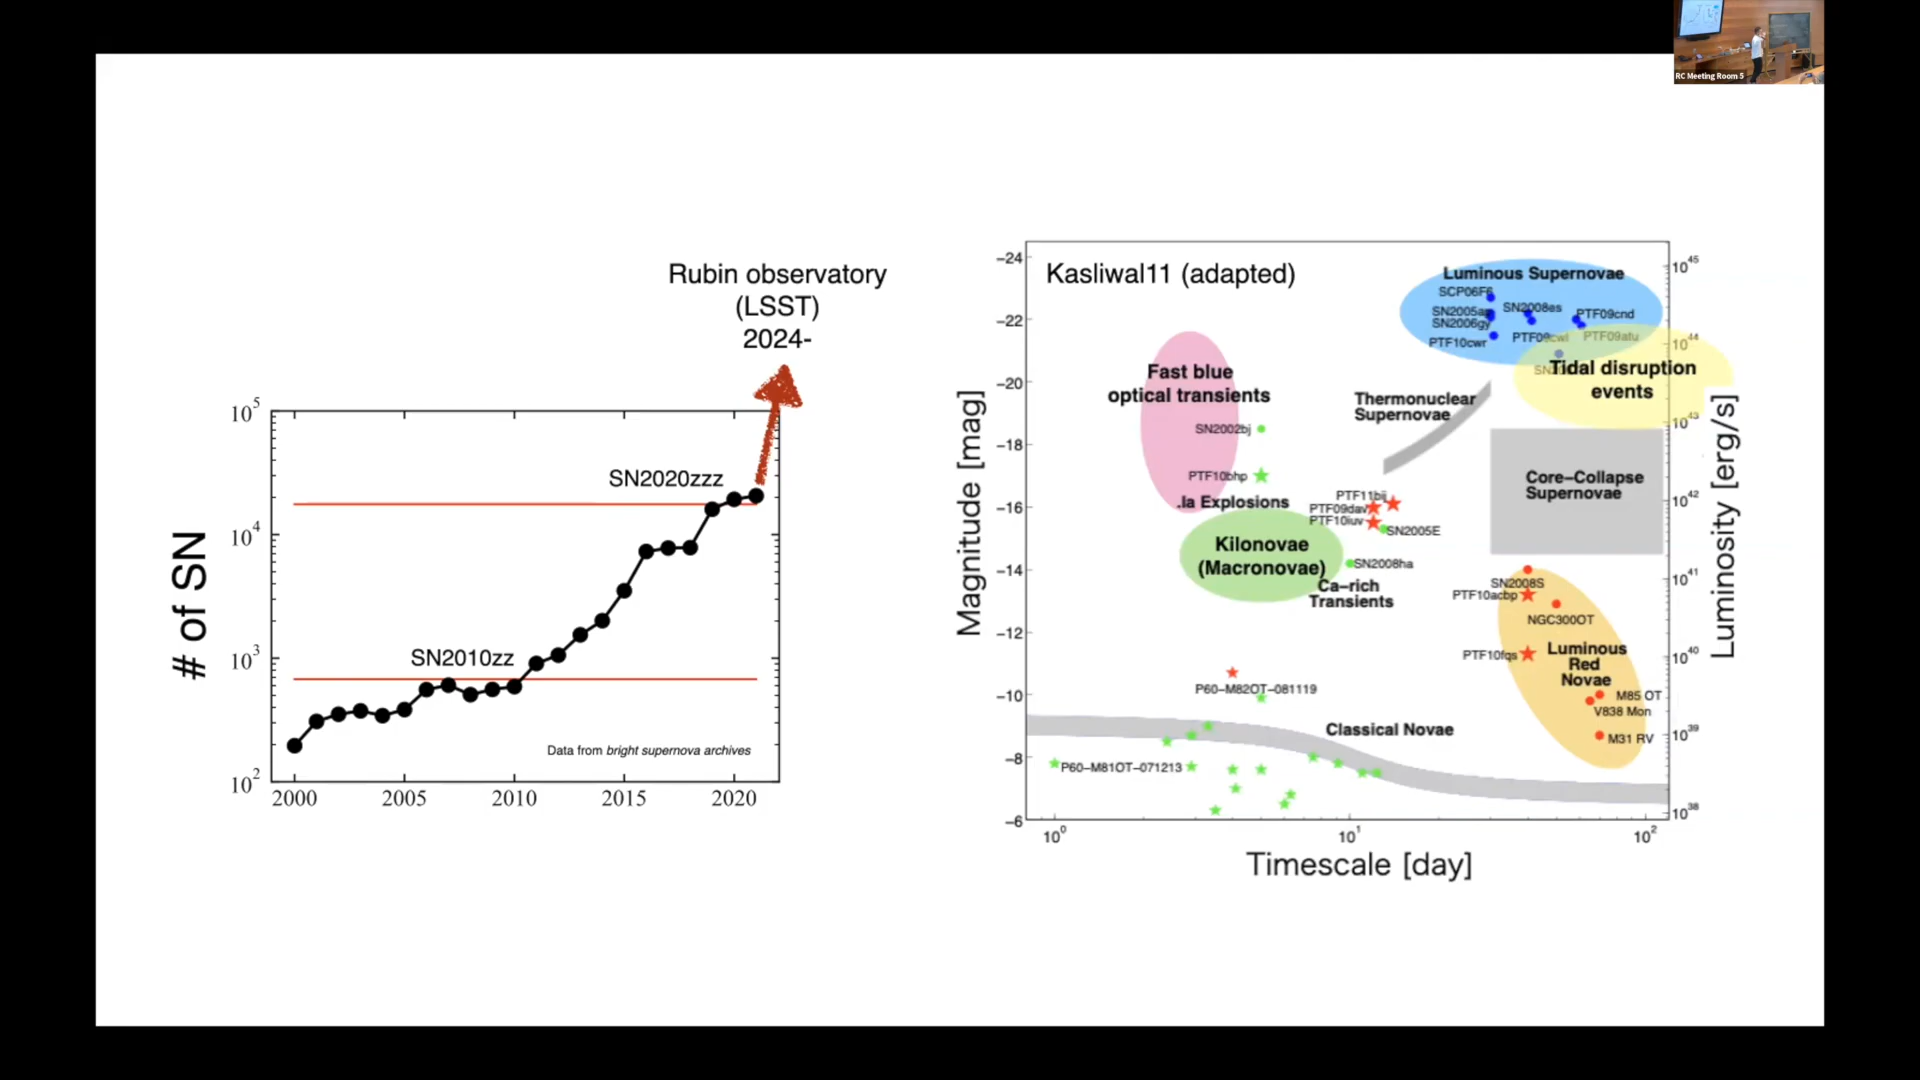 RC Meeting Room 5
Rubin observatory
(LSST)
2024-
# of SN
10^5
10^4
10^3
10^2
SN2020zzz
SN2010zz
Data from bright supernova archives
2000
2005
2010
2015
2020
Kasliwal11 (adapted)
Magnitude [mag]
−24
−22
−20
−18
−16
−14
−12
−10
−8
−6
Luminous Supernovae
SCP06F6
SN2008es
SN2006gy
PTF09cnd
PTF10cwr
PTF09cwl
PTF09atu
Tidal disruption
events
Fast blue
optical transients
SN2002bj
PTF10bhp
.Ia Explosions
Thermonuclear
Supernovae
Core−Collapse
Supernovae
PTF11bij
PTF09dav
PTF10iuv
SN2005E
Kilonovae
(Macronovae)
SN2008ha
Ca−rich
Transients
SN2008S
PTF10acbp
NGC300OT
PTF10fqs
Luminous
Red
Novae
M85 OT
V838 Mon
M31 RV
P60−M82OT−081119
Classical Novae
P60−M81OT−071213
10^0
10^1
10^2
Timescale [day]
10^45
10^44
10^43
10^42
10^41
10^40
10^39
10^38
Luminosity [erg/s]